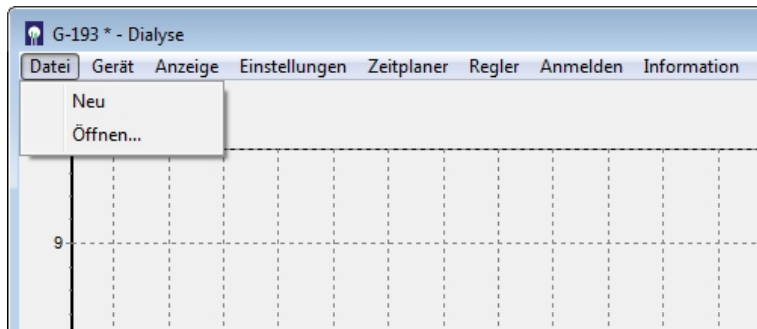 G-193 * - Dialyse
Datei Gerät Anzeige Einstellungen Zeitplaner Regler Anmelden Information
Neu
Öffnen...
9